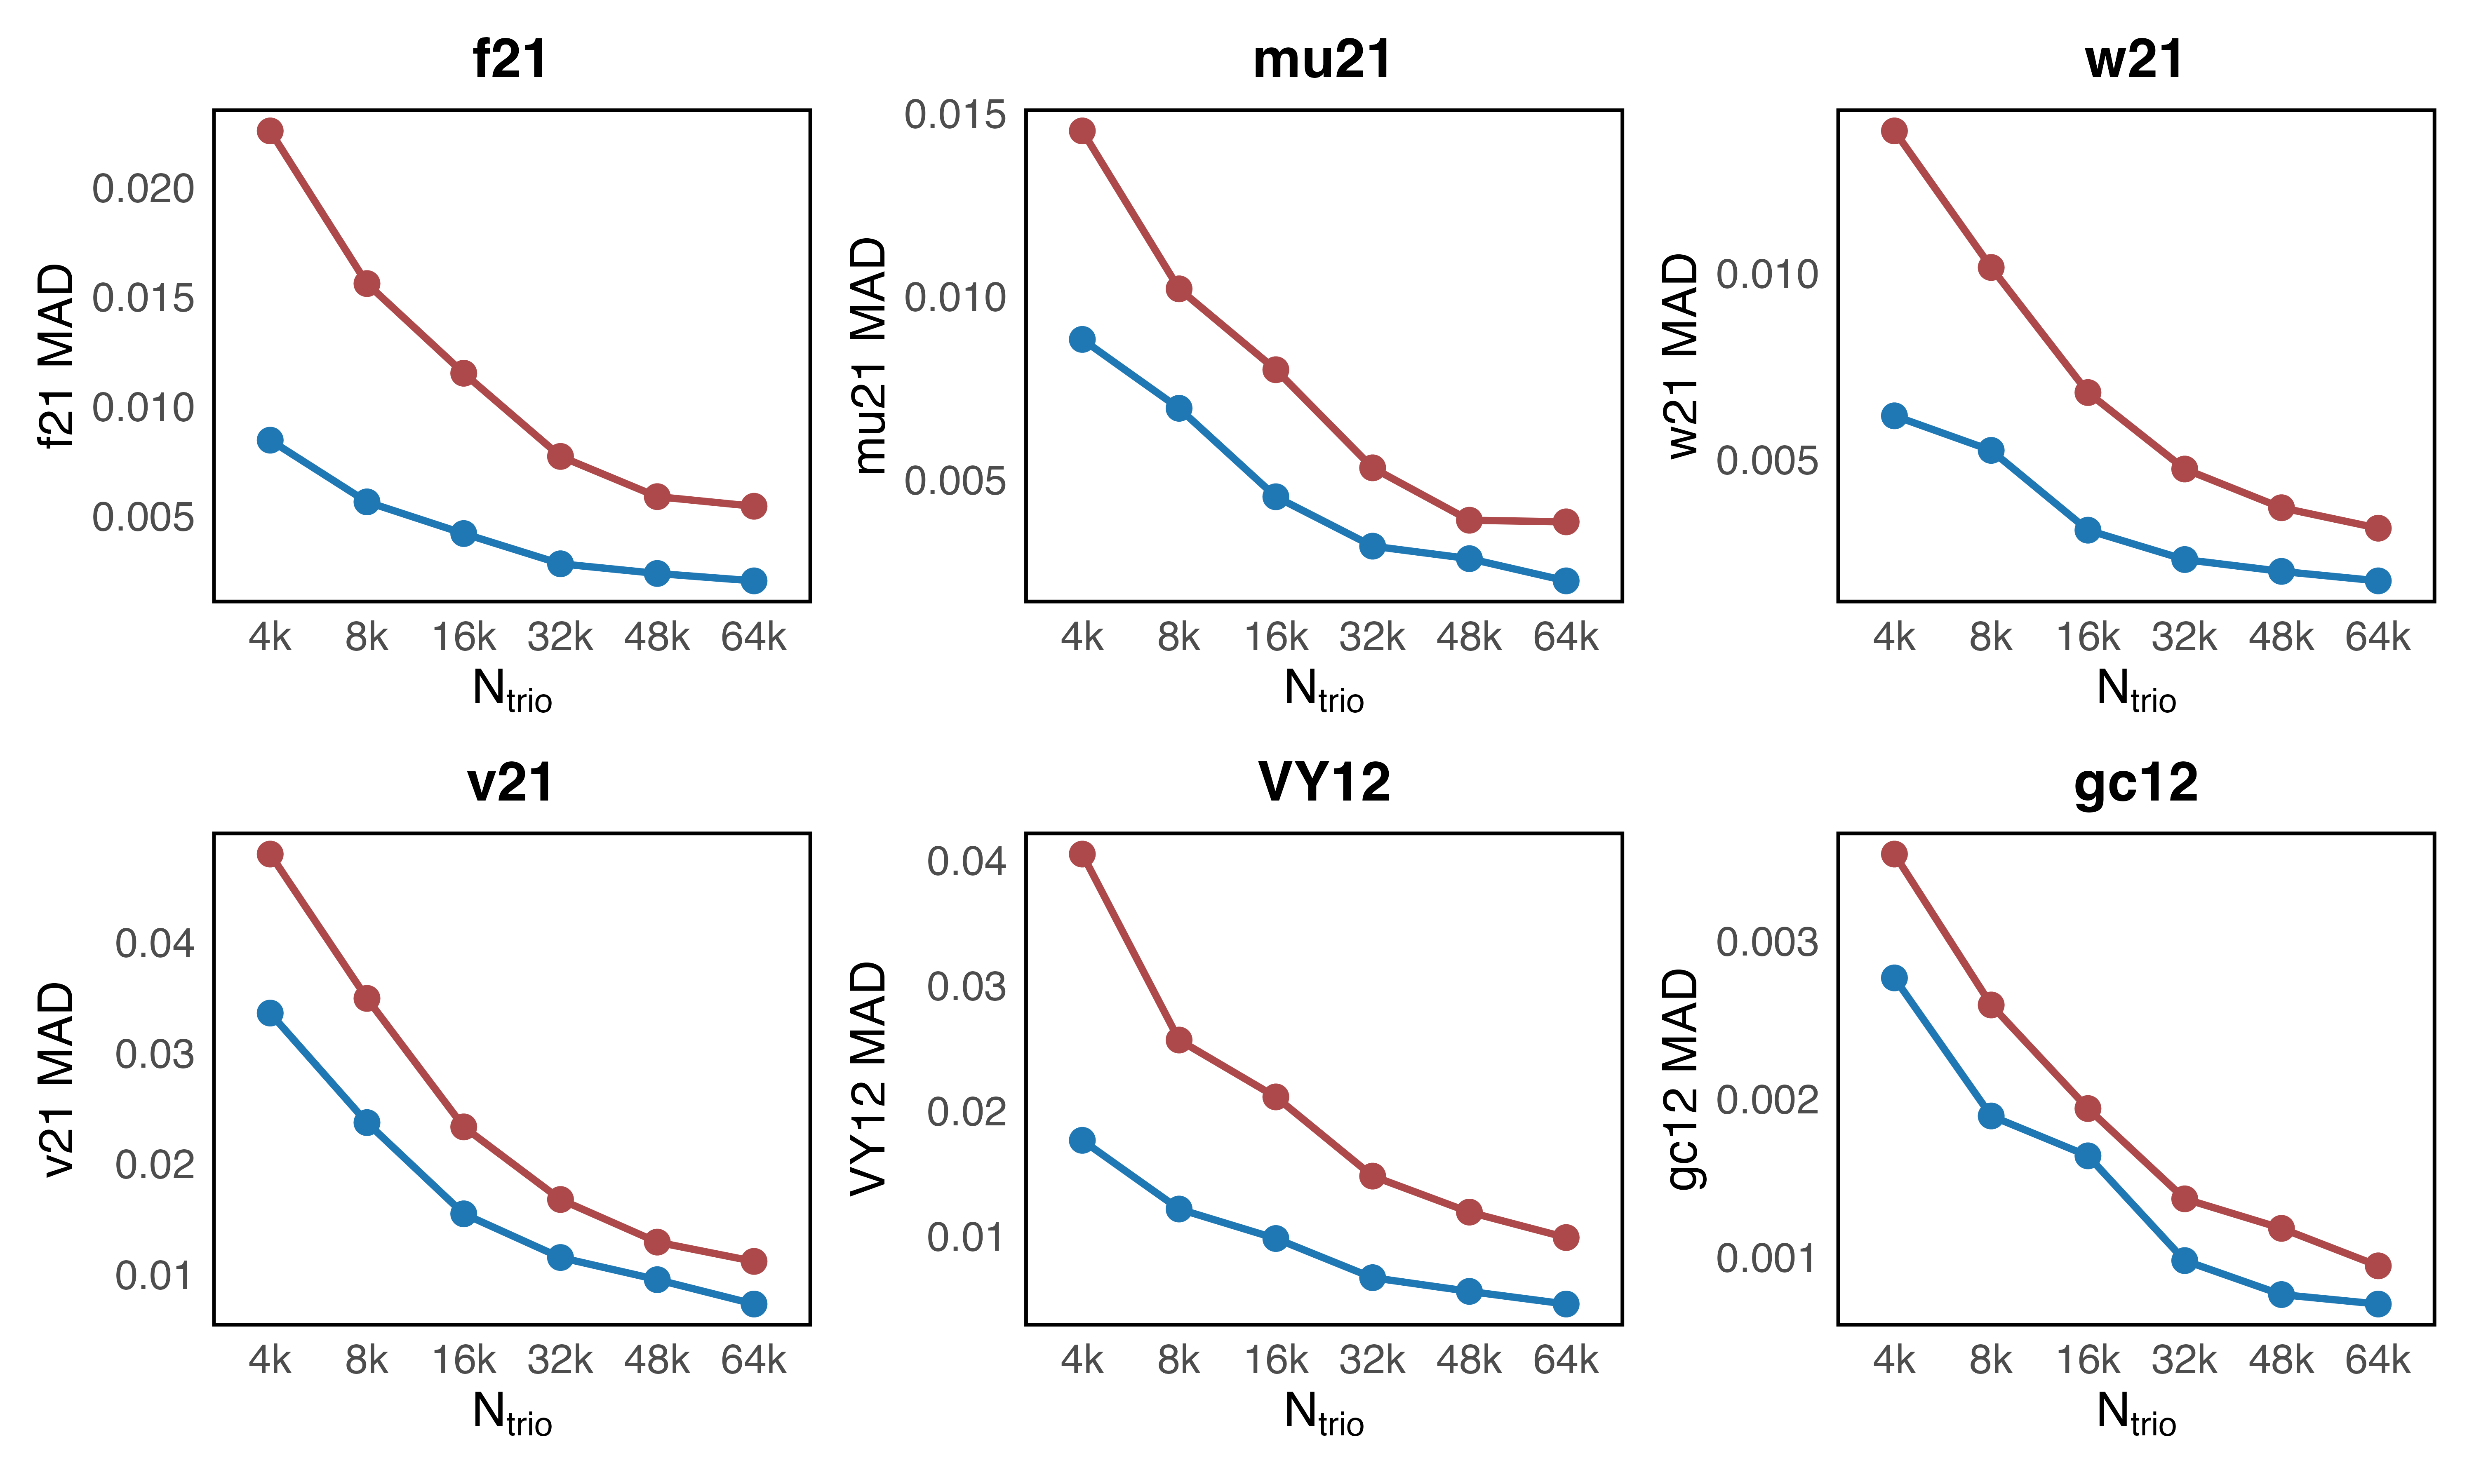 f21
mu21
w21
f21 MAD
0.020
0.015
0.010
0.005
4k 8k 16k 32k 48k 64k
Ntrio
mu21 MAD
0.015
0.010
0.005
4k 8k 16k 32k 48k 64k
Ntrio
w21 MAD
0.010
0.005
4k 8k 16k 32k 48k 64k
Ntrio
v21
VY12
gc12
v21 MAD
0.04
0.03
0.02
0.01
4k 8k 16k 32k 48k 64k
Ntrio
VY12 MAD
0.04
0.03
0.02
0.01
4k 8k 16k 32k 48k 64k
Ntrio
gc12 MAD
0.003
0.002
0.001
4k 8k 16k 32k 48k 64k
Ntrio